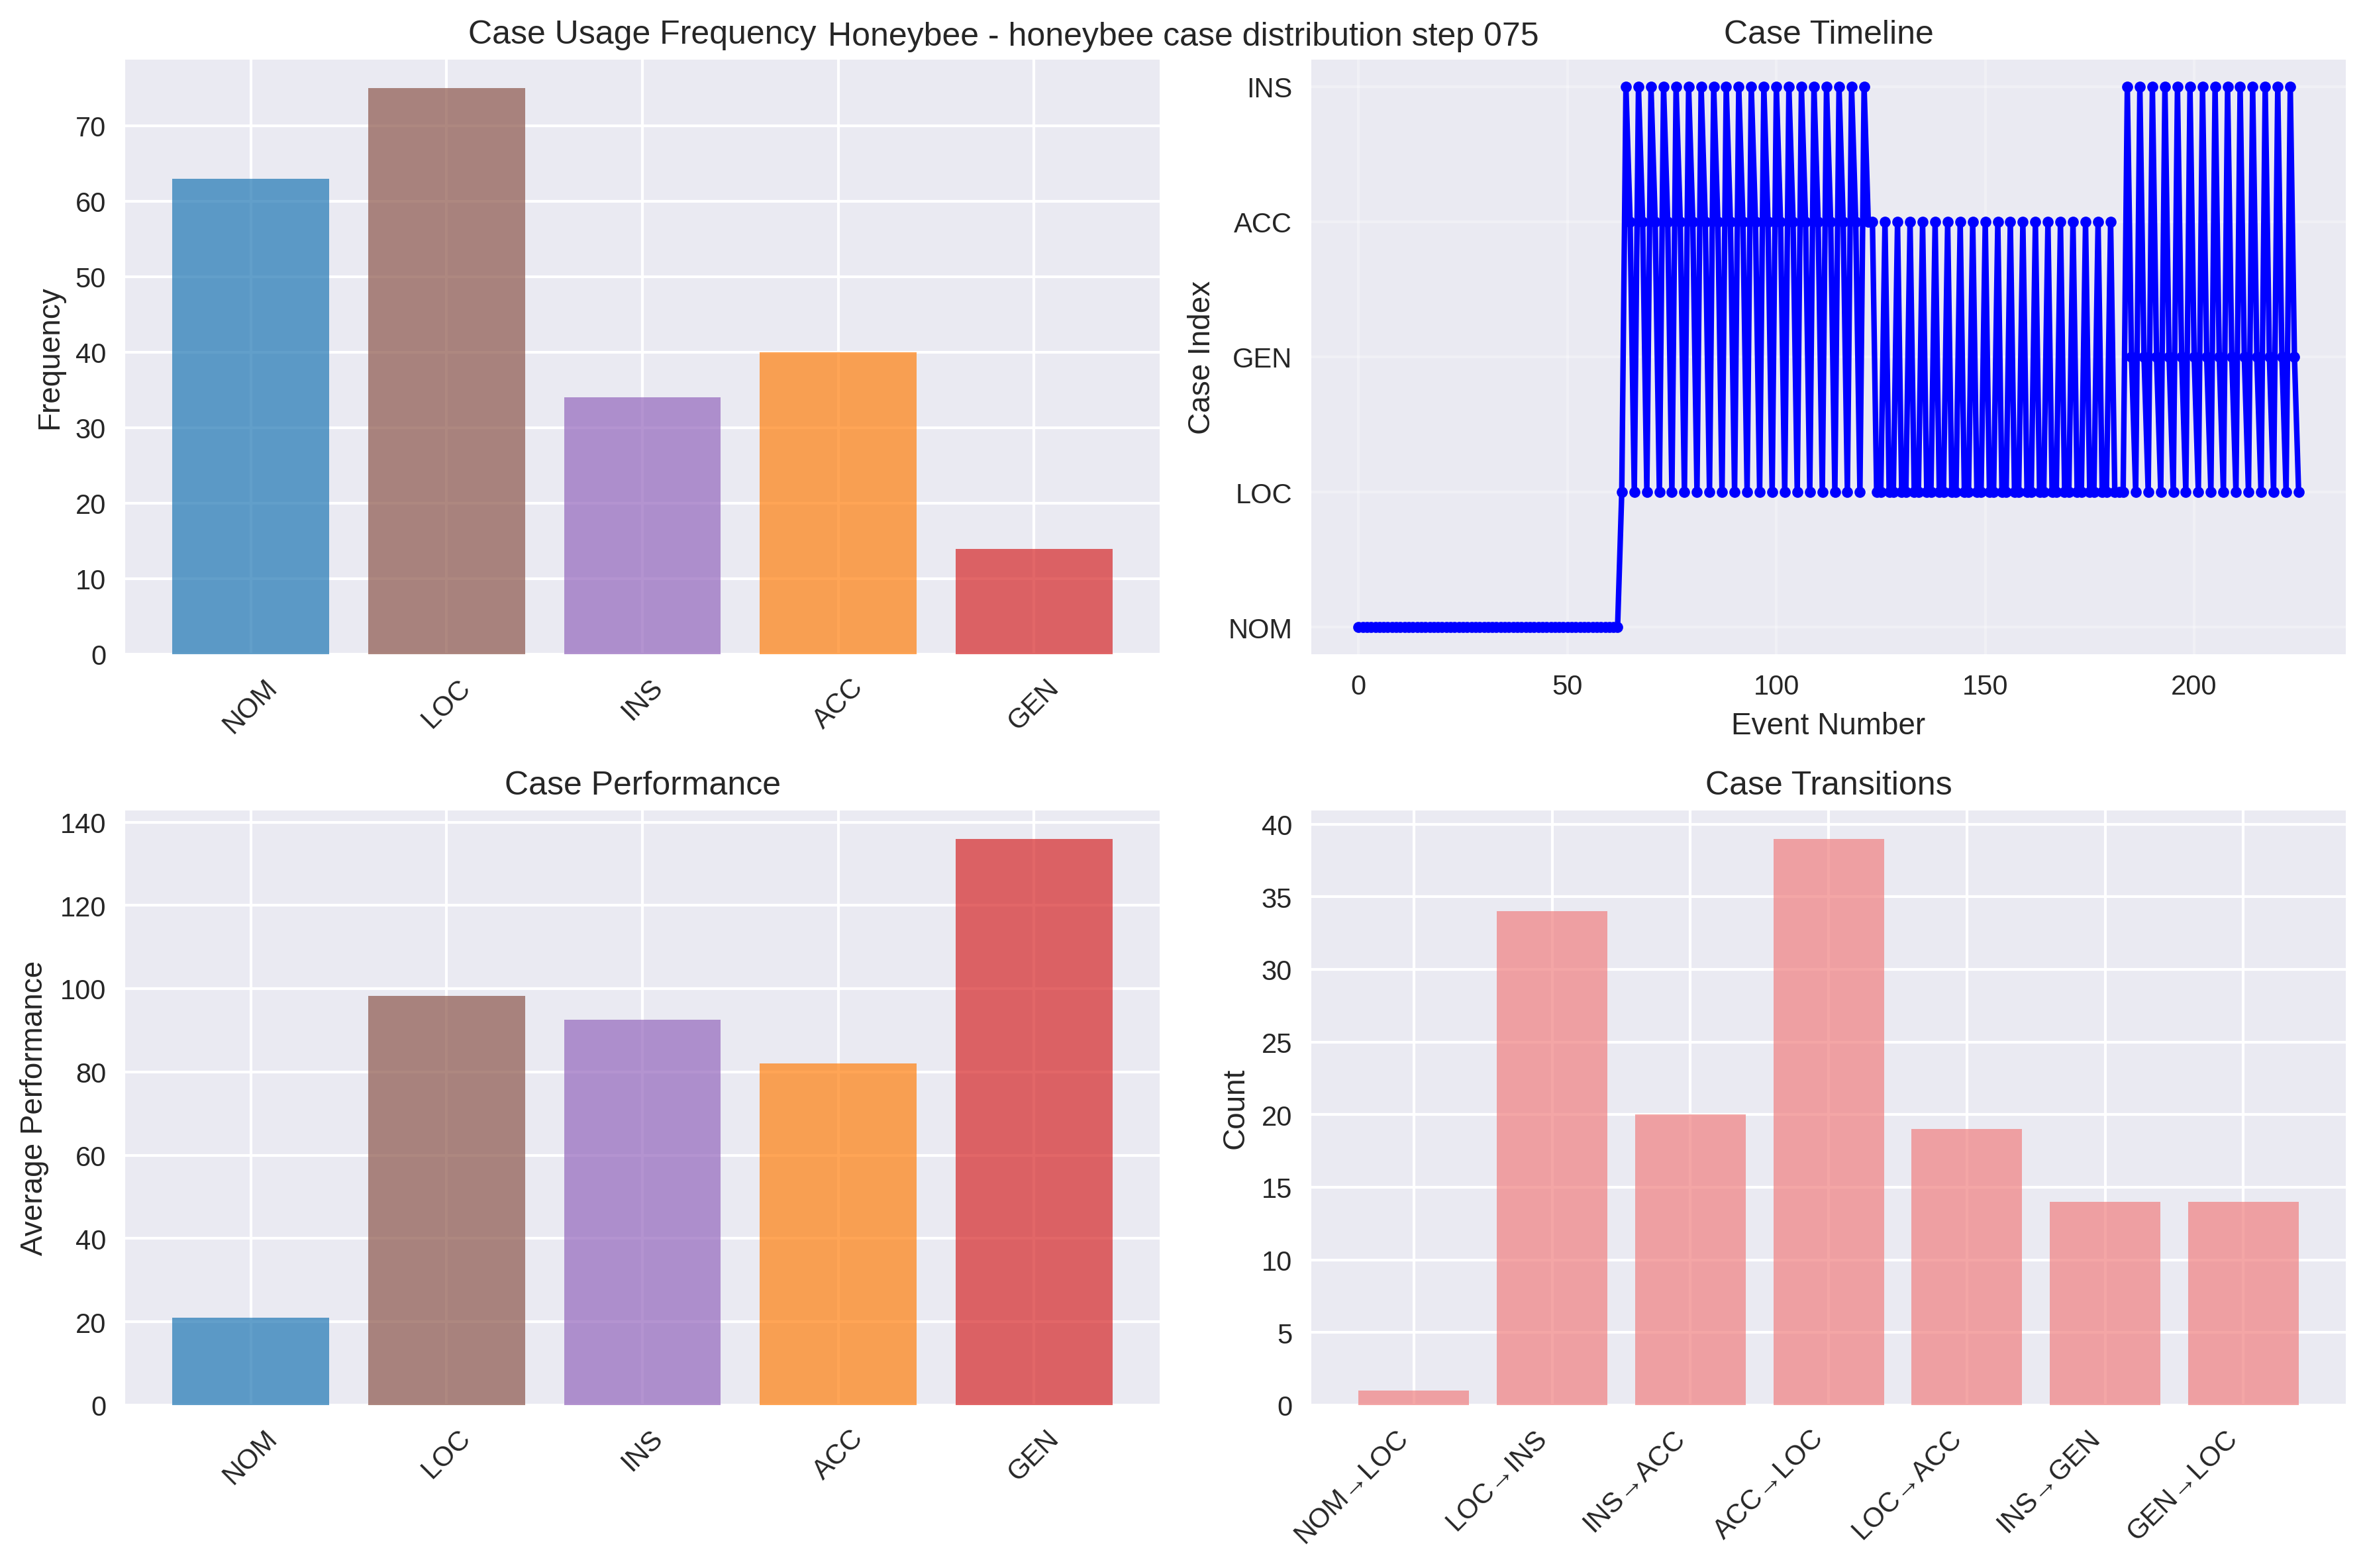 Honeybee - honeybee case distribution step 075
Case Usage Frequency
Frequency
70
60
50
40
30
20
10
0
NOM
LOC
INS
ACC
GEN
Case Timeline
Case Index
INS
ACC
GEN
LOC
NOM
0
50
100
150
200
Event Number
Case Performance
Average Performance
140
120
100
80
60
40
20
0
NOM
LOC
INS
ACC
GEN
Case Transitions
Count
40
35
30
25
20
15
10
5
0
NOM→LOC
LOC→INS
INS→ACC
ACC→LOC
LOC→ACC
INS→GEN
GEN→LOC